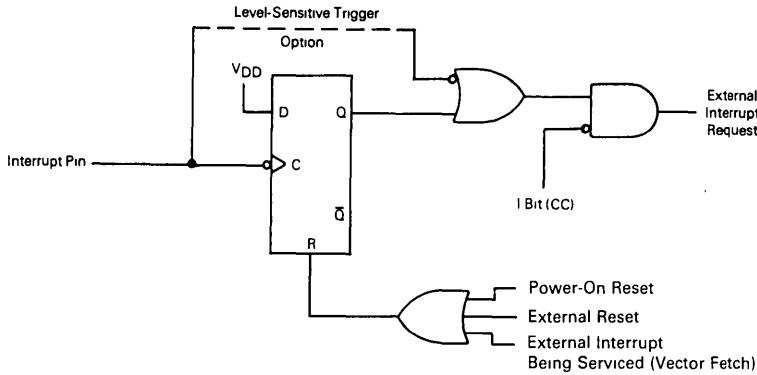 Level-Sensitive Trigger
Option
VDD
D
Q
External
Interrupt
Request
Interrupt Pin
C
I Bit (CC)
Q̅
R
Power-On Reset
External Reset
External Interrupt
Being Serviced (Vector Fetch)